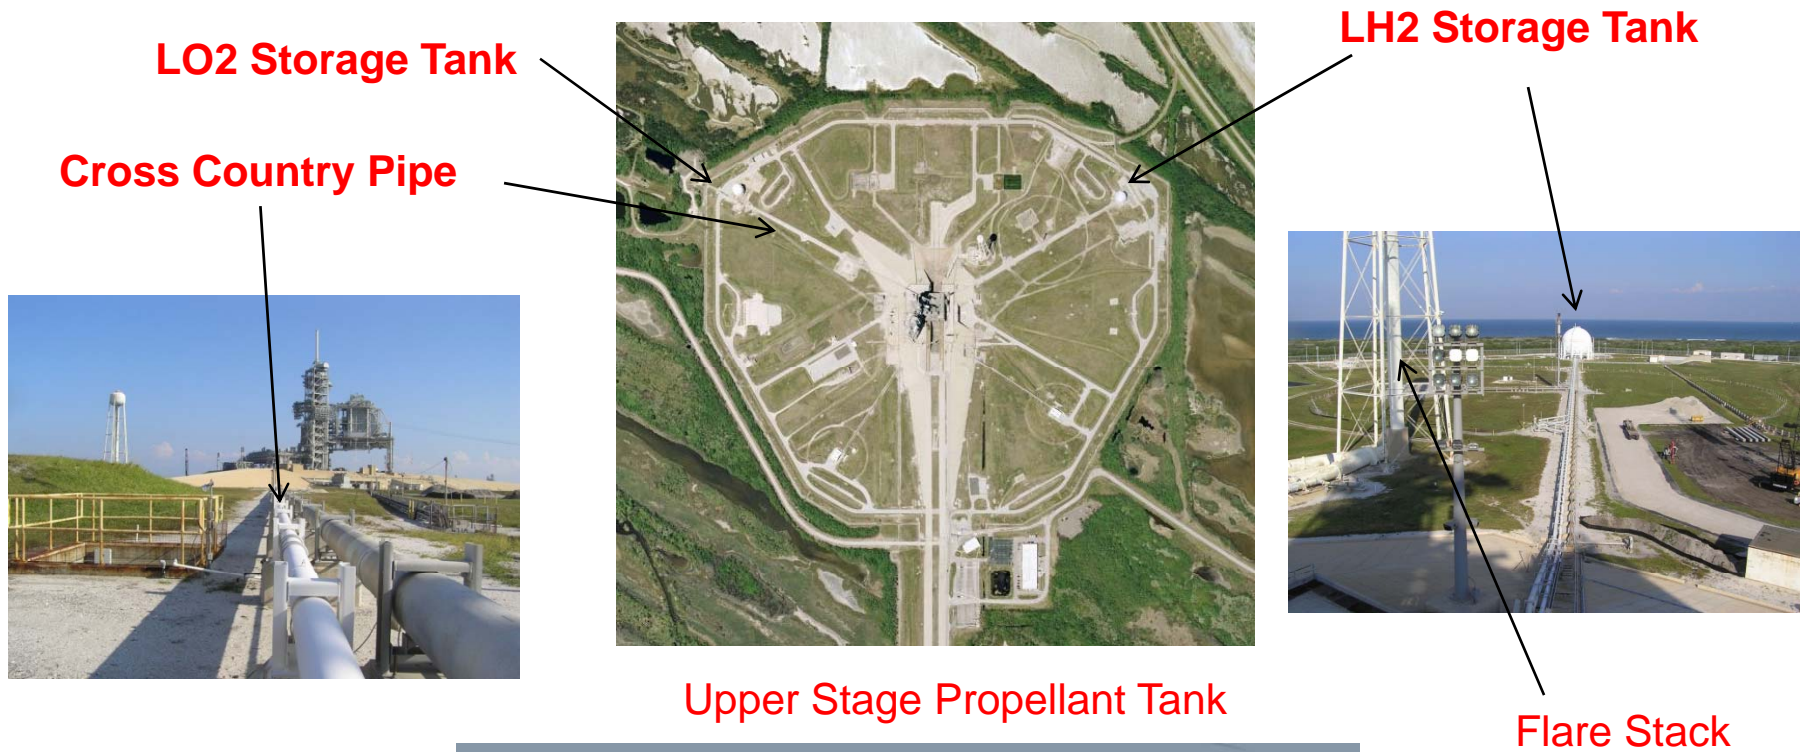 LH2 Storage Tank
LO2 Storage Tank
Cross Country Pipe
Upper Stage Propellant Tank
Flare Stack